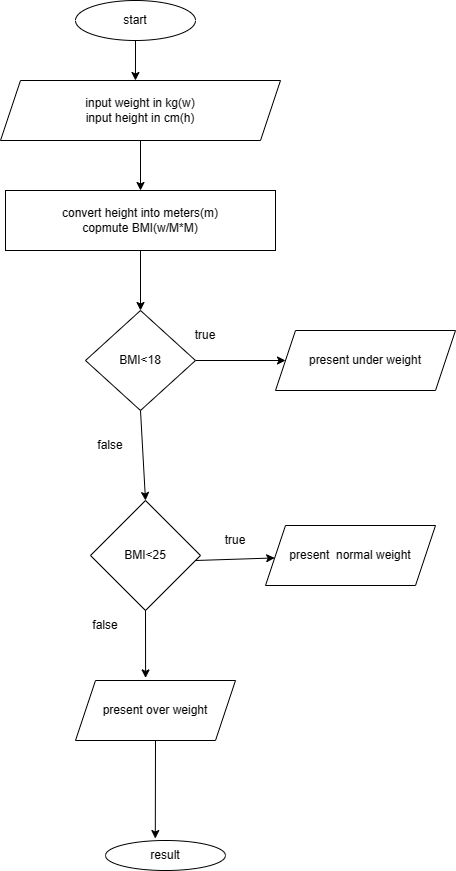 start
input weight in kg(w)
input height in cm(h)
convert height into meters(m)
copmute BMI(w/M*M)
true
BMI<18
present under weight
false
true
BMI<25
present normal weight
false
present over weight
result